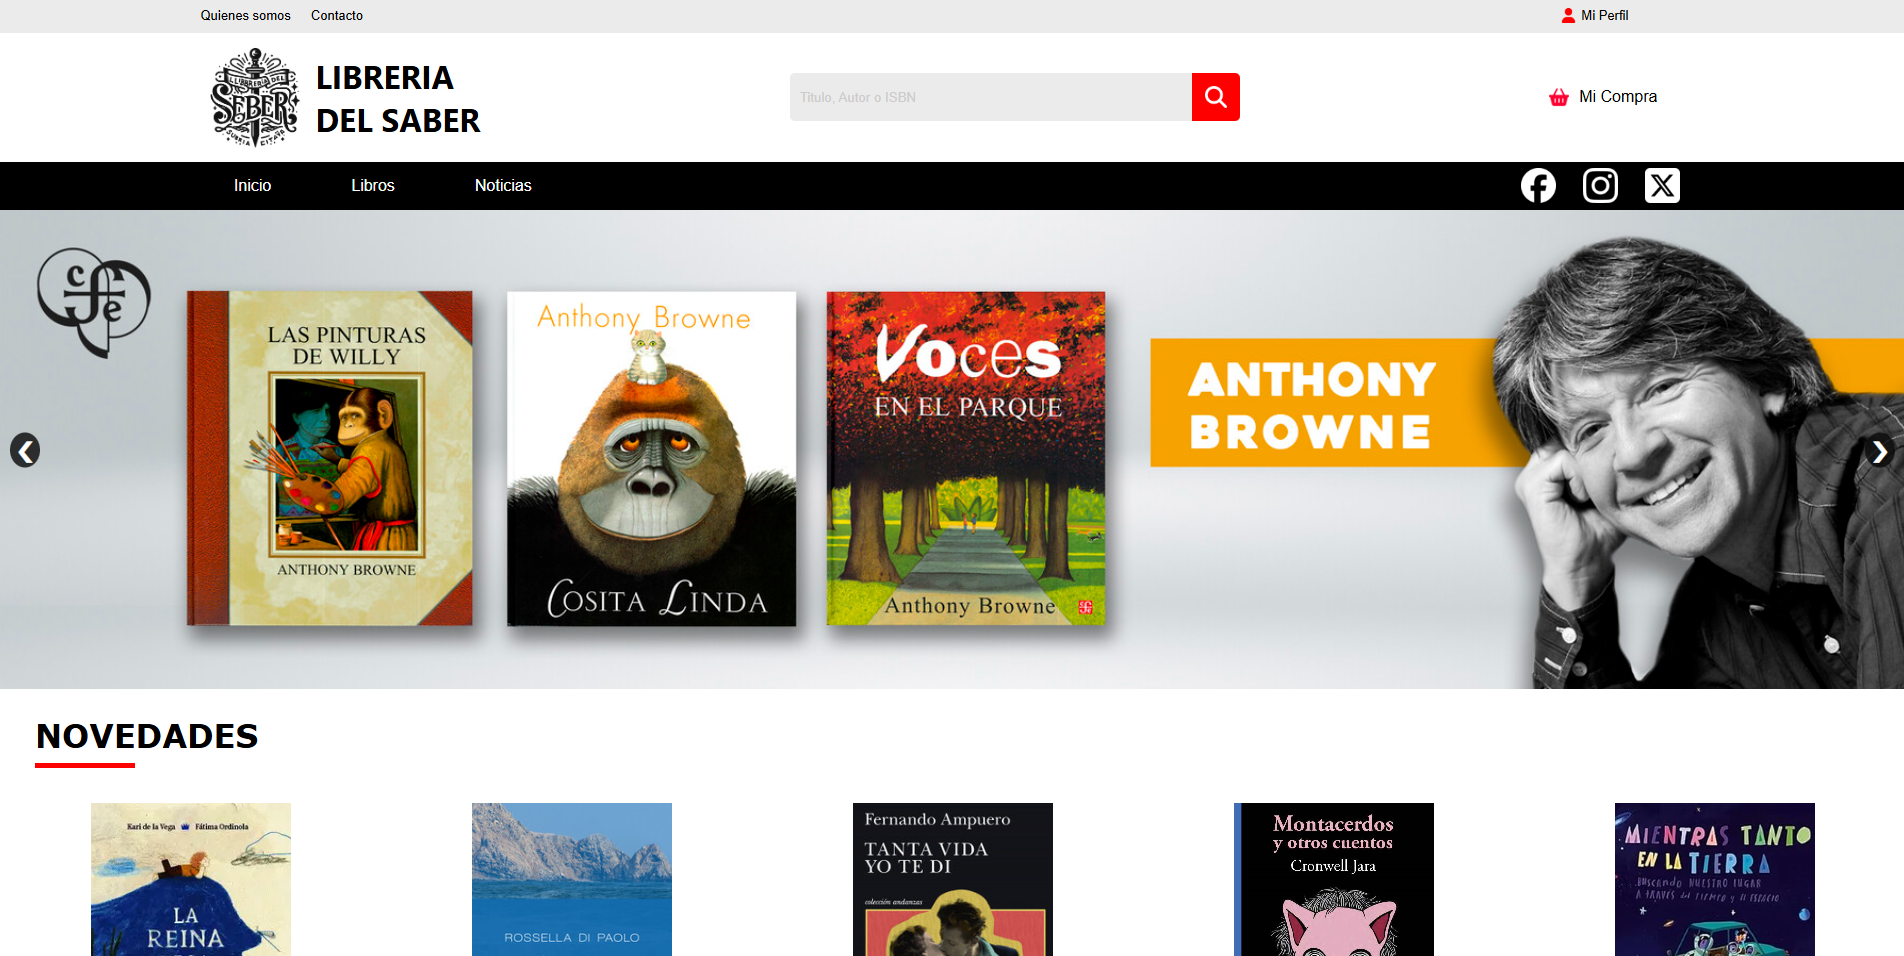 Quienes somos Contacto Mi Perfil
LIBRERIA DEL
SEBER
LIBRERIA
DEL SABER
Titulo, Autor o ISBN
Mi Compra
Inicio Libros Noticias
cfe
LAS PINTURAS
DE WILLY
ANTHONY BROWNE
Anthony Browne
COSITA LINDA
Voces
EN EL PARQUE
Anthony Browne
ANTHONY
BROWNE
NOVEDADES
Kari de la Vega Fátima Ordinola
LA
REINA
ROSSELLA DI PAOLO
Fernando Ampuero
TANTA VIDA
YO TE DI
colección andanzas
Montacerdos
y otros cuentos
Cronwell Jara
MIENTRAS TANTO
EN LA TIERRA
BUSCANDO NUESTRO LUGAR
A TRAVÉS DEL TIEMPO Y EL ESPACIO